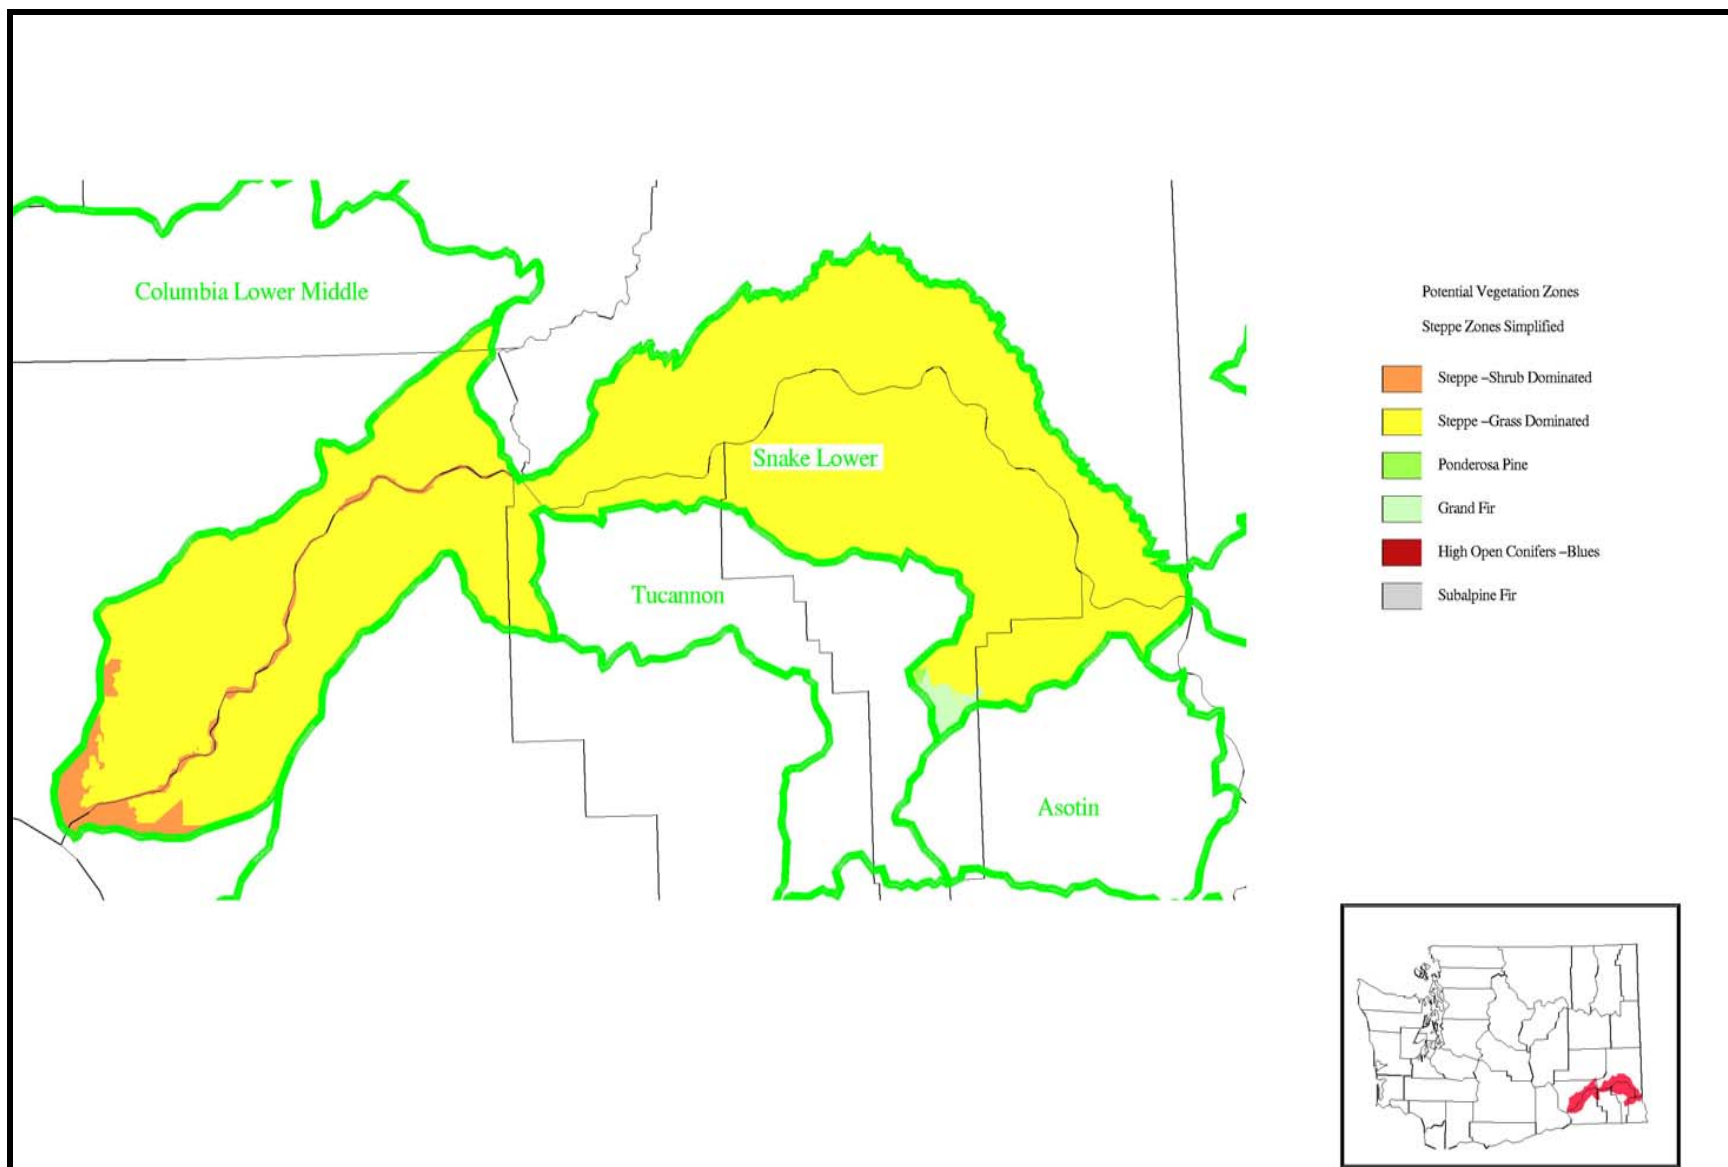 Columbia Lower Middle
Snake Lower
Tucannon
Asotin
Potential Vegetation Zones
Steppe Zones Simplified
Steppe –Shrub Dominated
Steppe –Grass Dominated
Ponderosa Pine
Grand Fir
High Open Conifers –Blues
Subalpine Fir